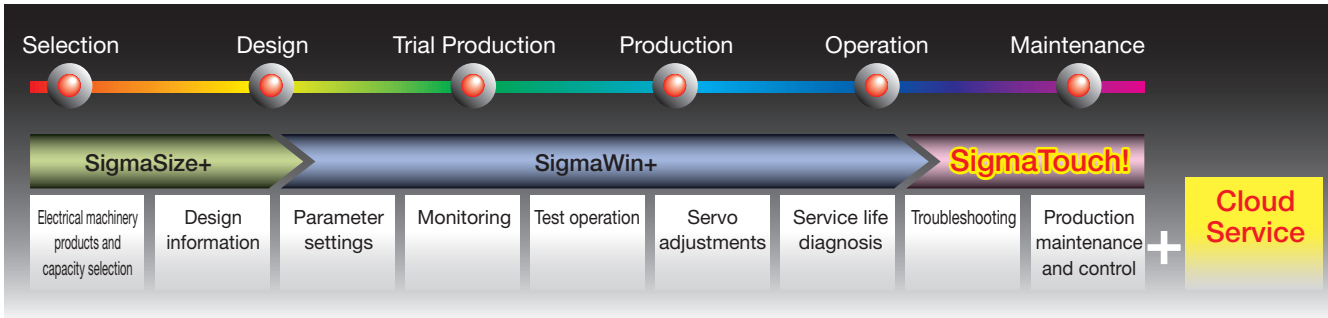 Selection
Design
Trial Production
Production
Operation
Maintenance
SigmaSize+
SigmaWin+
SigmaTouch!
Electrical machinery
products and
capacity selection
Design
information
Parameter
settings
Monitoring
Test operation
Servo
adjustments
Service life
diagnosis
Troubleshooting
Production
maintenance
and control
+
Cloud
Service